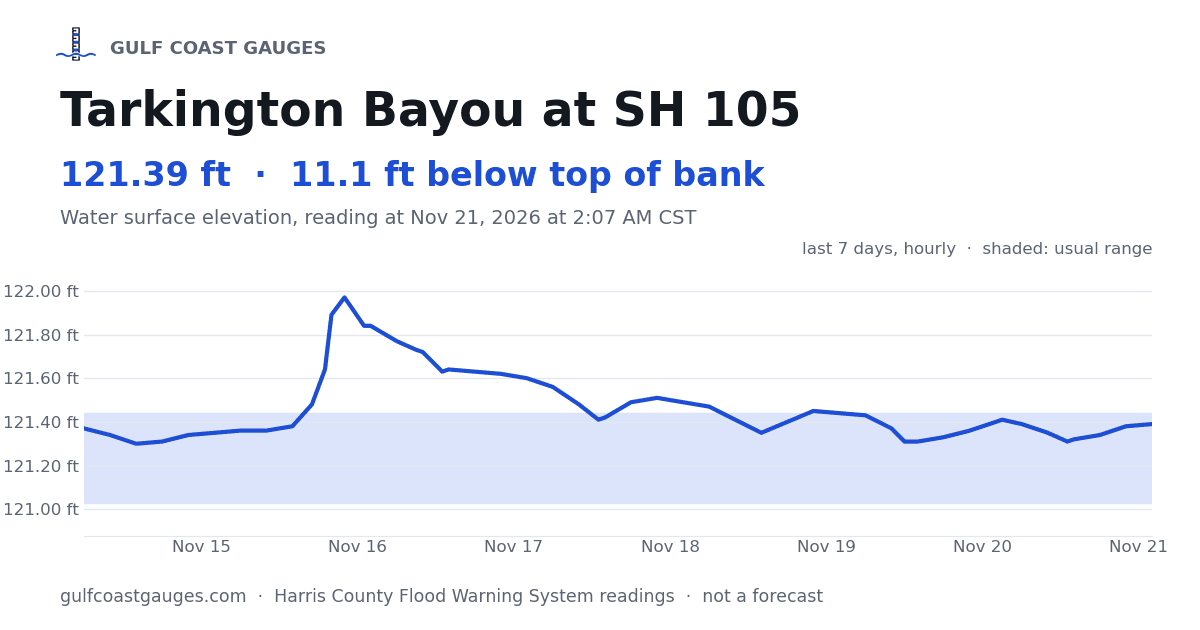 GULF COAST GAUGES
Tarkington Bayou at SH 105
121.39 ft · 11.1 ft below top of bank
Water surface elevation, reading at Nov 21, 2026 at 2:07 AM CST
last 7 days, hourly · shaded: usual range
122.00 ft
121.80 ft
121.60 ft
121.40 ft
121.20 ft
121.00 ft
Nov 15 Nov 16 Nov 17 Nov 18 Nov 19 Nov 20 Nov 21
gulfcoastgauges.com · Harris County Flood Warning System readings · not a forecast